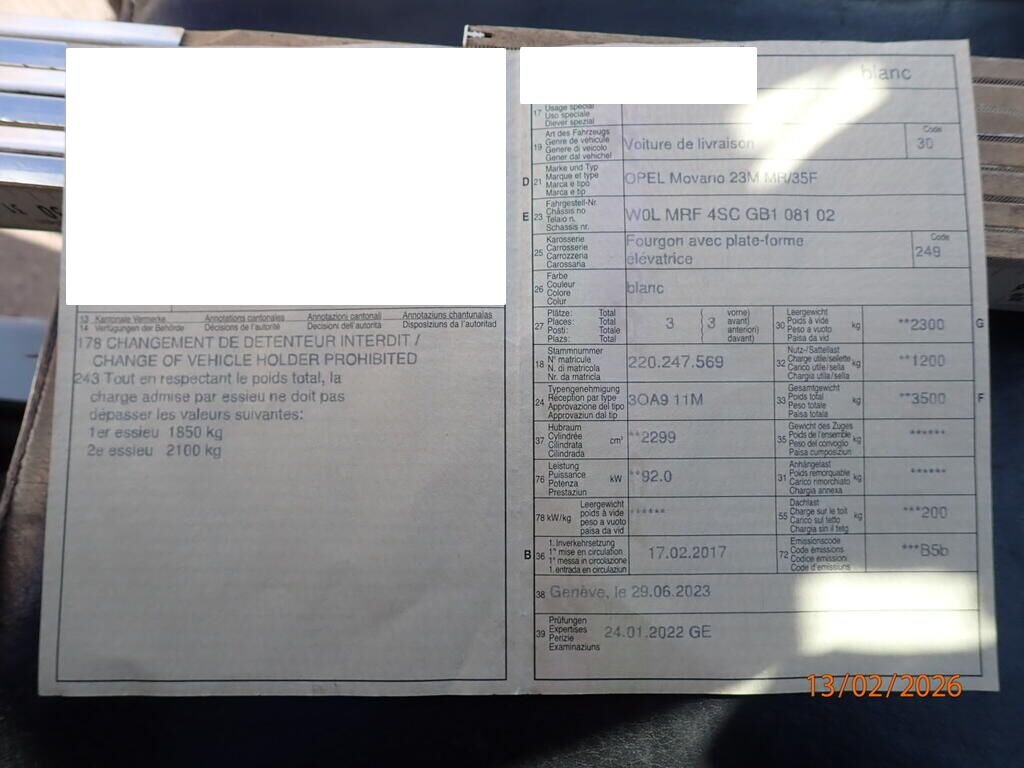 13 Kantonale Vermerke Annotations cantonales Annotazioni cantonali Annotaziuns chantunalas
14 Verfügungen der Behörde Décisions de l'autorité Decisioni dell'autorità Disposiziuns da l'autoritad
178 CHANGEMENT DE DETENTEUR INTERDIT /
CHANGE OF VEHICLE HOLDER PROHIBITED
243 Tout en respectant le poids total, la
charge admise par essieu ne doit pas
dépasser les valeurs suivantes:
1er essieu 1850 kg
2e essieu 2100 kg
blanc
17 Usage spécial
Uso speciale
Diever spezial
19 Art des Fahrzeugs
Genre de véhicule
Genere di veicolo
Gener dal vehichel
Voiture de livraison
Code
30
D 21 Marke und Typ
Marque et type
Marca e tipo
Marca e tip
OPEL Movano 23M MR/35F
E 23 Fahrgestell-Nr.
Châssis no
Telaio n.
Schassis nr.
W0L MRF 4SC GB1 081 02
25 Karosserie
Carrosserie
Carrozzeria
Carossaria
Fourgon avec plate-forme
élévatrice
Code
249
26 Farbe
Couleur
Colore
Colur
blanc
27 Plätze: Total
Places: Total
Posti: Totale
Plazs: Total
3 { 3 { vorne)
avant)
anteriori)
davant)
30 Leergewicht
Poids à vide
Peso a vuoto
Paisa da vid
kg
**2300
G
18 Stammnummer
N° matricule
N. di matricola
Nr. da matricla
220.247.569
32 Nutz-/Sattellast
Charge utile/sellette
Carico utile/sella
Chargia utila/sella
kg
**1200
24 Typengenehmigung
Réception par type
Approvazione del tipo
Approvaziun dal tip
3OA9 11M
33 Gesamtgewicht
Poids total
Peso totale
Paisa totala
kg
**3500
F
37 Hubraum
Cylindrée
Cilindrata
Cilindrada
cm³
**2299
35 Gewicht des Zuges
Poids de l'ensemble
Peso del convoglio
Paisa cumposiziun
kg
******
76 Leistung
Puissance
Potenza
Prestaziun
kW
**92.0
31 Anhängelast
Poids remorquable
Carico rimorchiato
Chargia annexa
kg
******
78 kW/kg
Leergewicht
poids à vide
peso a vuoto
paisa da vid
******
55 Dachlast
Charge sur le toit
Carico sul tetto
Chargia sin il tetg
kg
***200
B 36 1. Inverkehrsetzung
1re mise en circulation
1a messa in circolazione
1. entrada en circulaziun
17.02.2017
72 Emissionscode
Code émissions
Codice emissioni
Code d'emissiuns
***B5b
38 Genève, le 29.06.2023
39 Prüfungen
Expertises
Perizie
Examinaziuns
24.01.2022 GE
13/02/2026